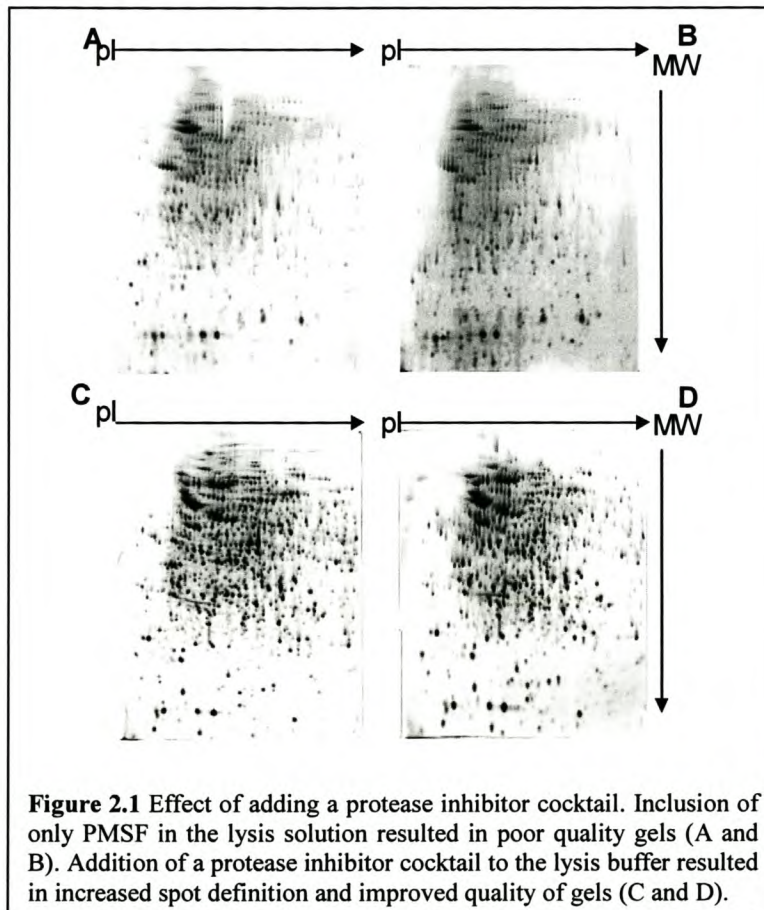 A
pI
pI
B
MW
C
pI
pI
D
MW
Figure 2.1 Effect of adding a protease inhibitor cocktail. Inclusion of
only PMSF in the lysis solution resulted in poor quality gels (A and
B). Addition of a protease inhibitor cocktail to the lysis buffer resulted
in increased spot definition and improved quality of gels (C and D).